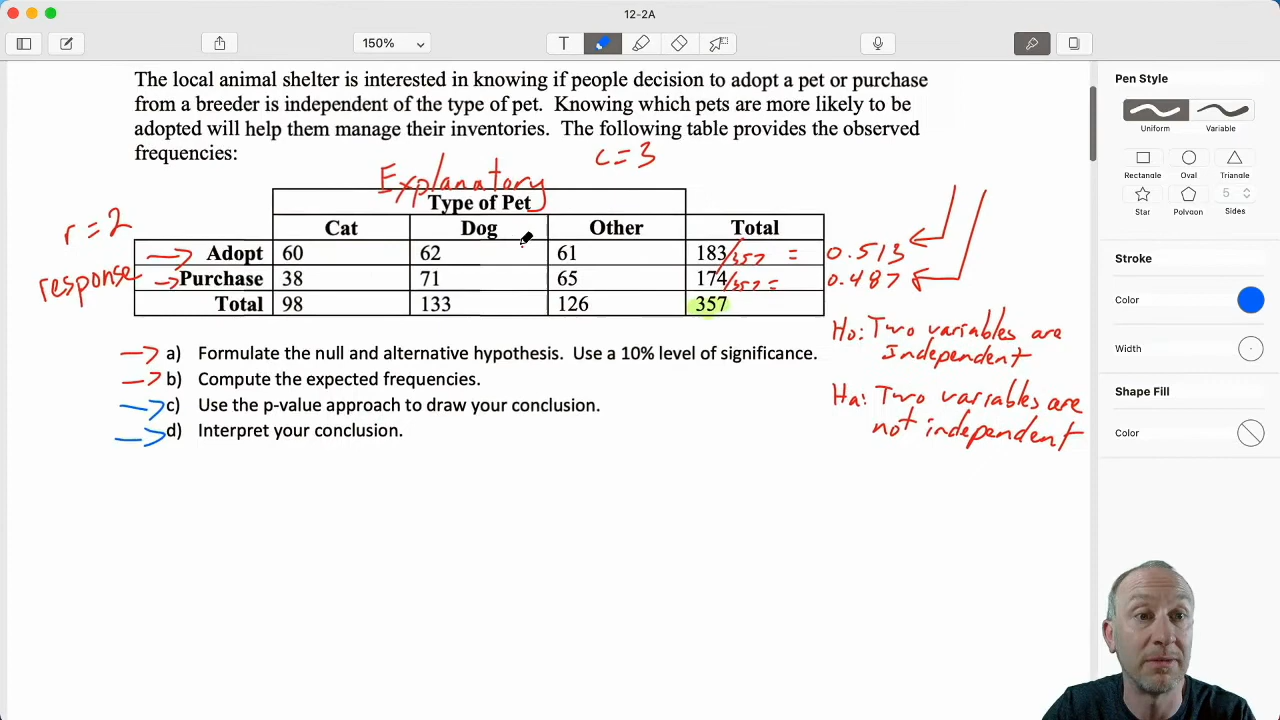 12-2A
150%
T
Pen Style
Uniform
Variable
Rectangle
Oval
Triangle
Star
Polygon
5
Sides
Stroke
Color
Width
Shape Fill
Color
The local animal shelter is interested in knowing if people decision to adopt a pet or purchase
from a breeder is independent of the type of pet. Knowing which pets are more likely to be
adopted will help them manage their inventories. The following table provides the observed
frequencies:
c=3
Explanatory
Type of Pet
r=2
Cat Dog Other Total
Adopt 60 62 61 183/357 = 0.513
response
Purchase 38 71 65 174/357 = 0.487
Total 98 133 126 357
Ho: Two variables are
Independent
Ha: Two variables are
not independent
a) Formulate the null and alternative hypothesis. Use a 10% level of significance.
b) Compute the expected frequencies.
c) Use the p-value approach to draw your conclusion.
d) Interpret your conclusion.